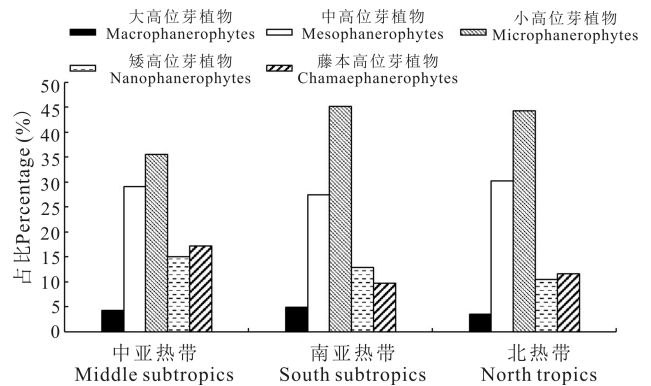 大高位芽植物 中高位芽植物 小高位芽植物
Macrophanerophytes Mesophanerophytes Microphanerophytes
矮高位芽植物 藤本高位芽植物
Nanophanerophytes Chamaephanerophytes
占比Percentage(%)
50
45
40
35
30
25
20
15
10
5
0
中亚热带 南亚热带 北热带
Middle subtropics South subtropics North tropics